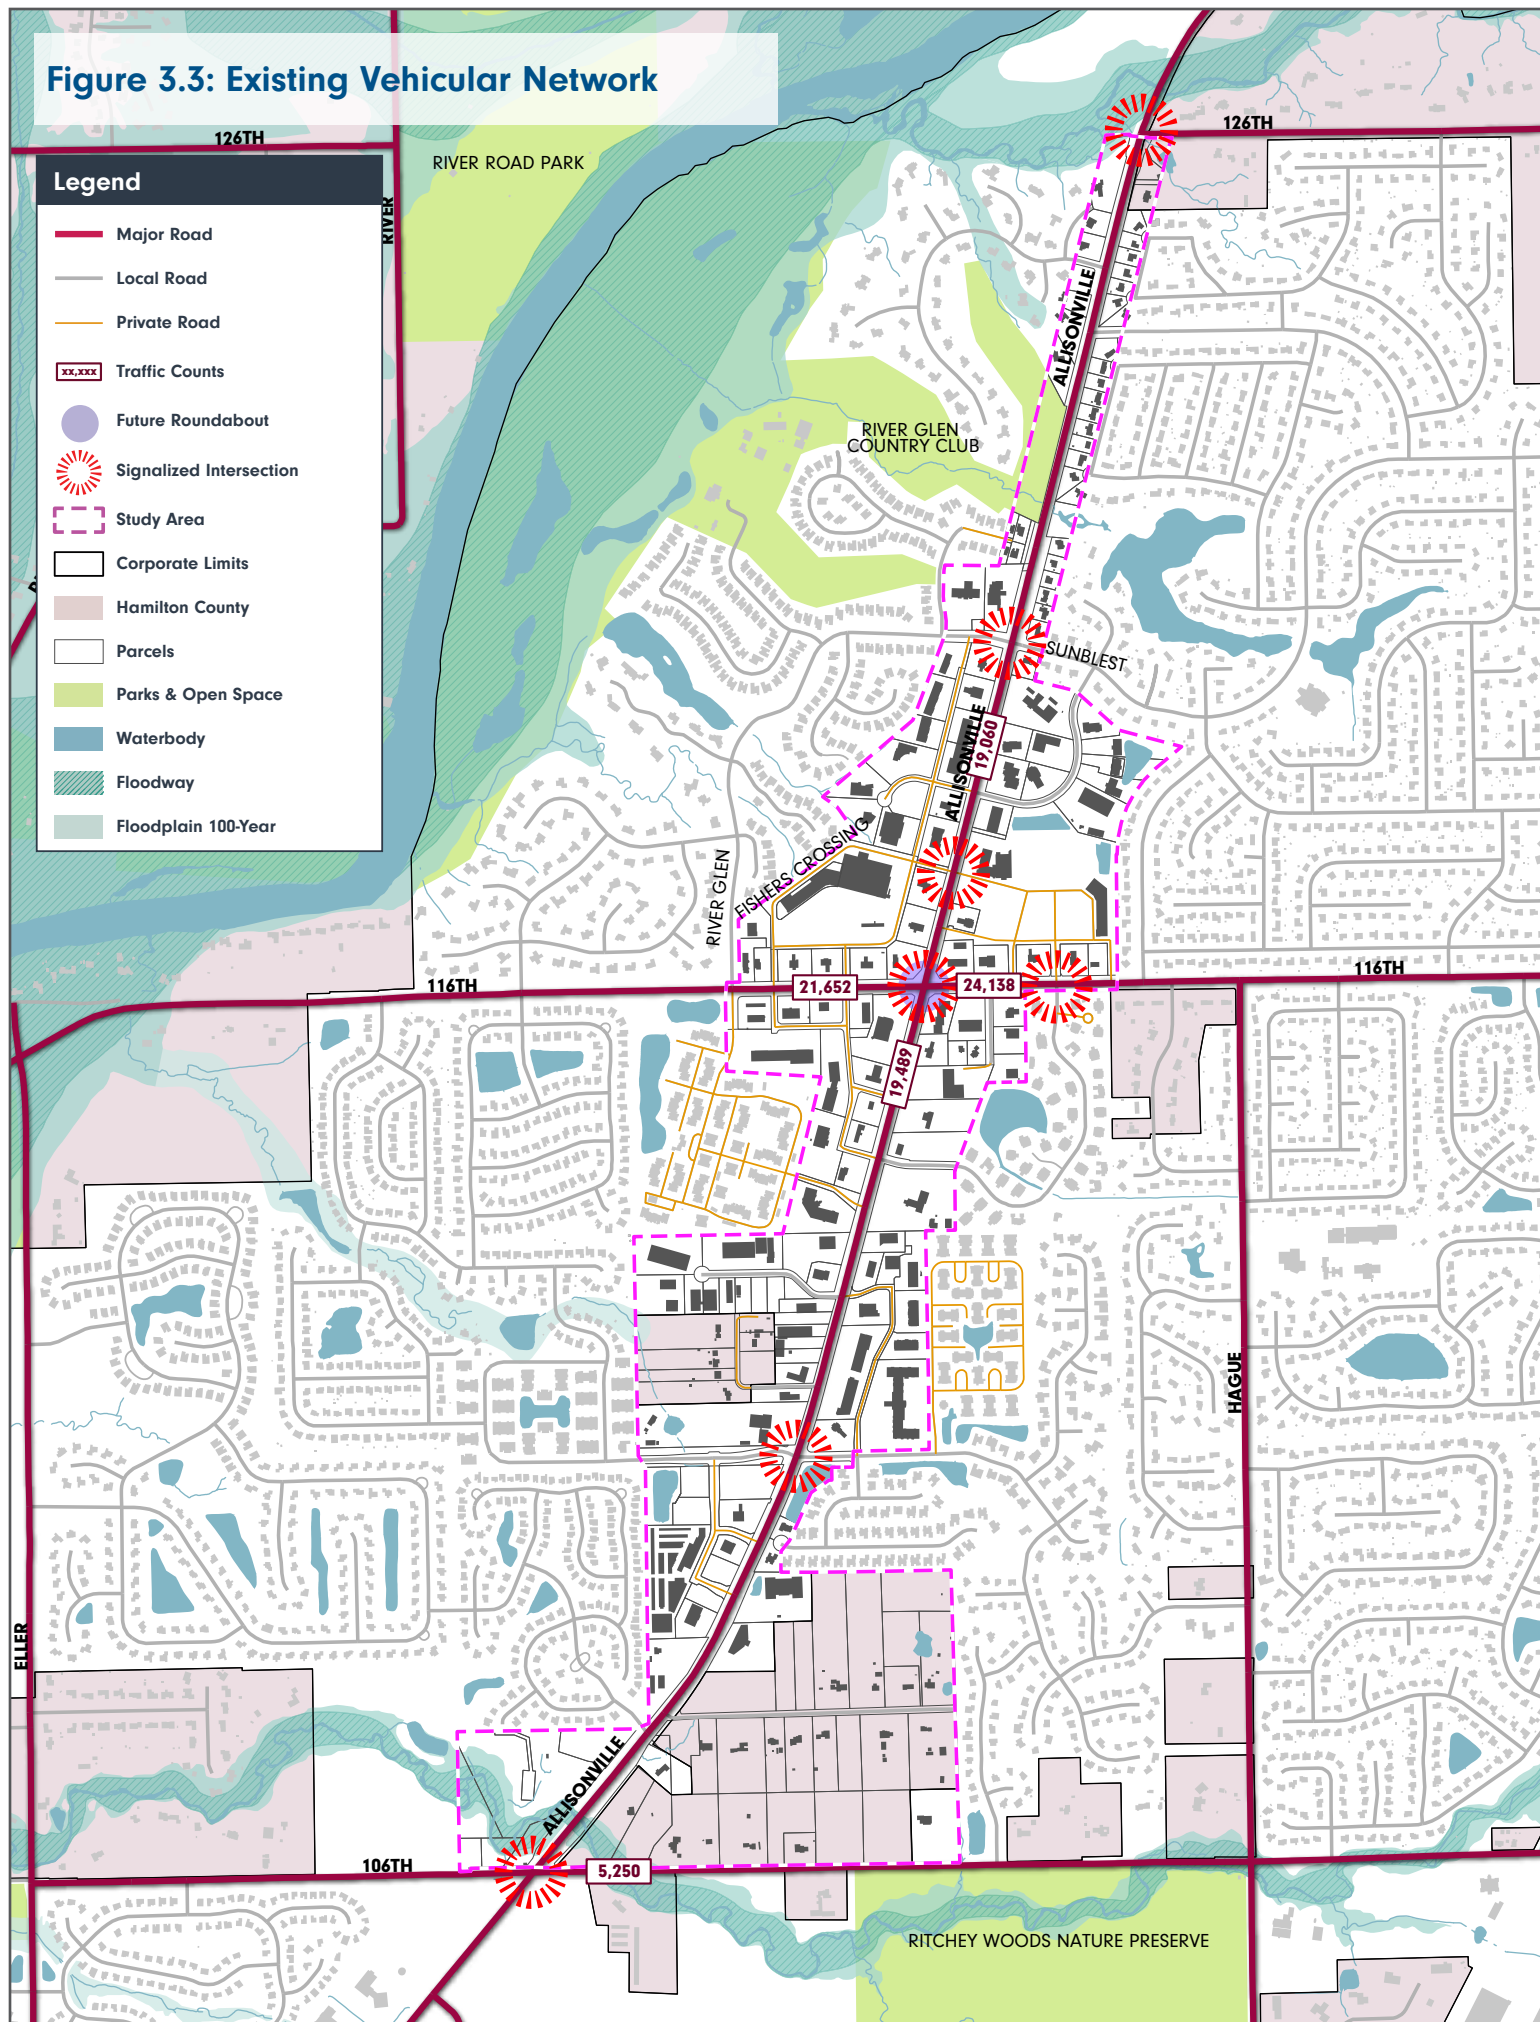 Figure 3.3: Existing Vehicular Network
126TH
126TH
RIVER ROAD PARK
Legend
Major Road
Local Road
Private Road
xx,xxx Traffic Counts
Future Roundabout
Signalized Intersection
Study Area
Corporate Limits
Hamilton County
Parcels
Parks & Open Space
Waterbody
Floodway
Floodplain 100-Year
RIVER
ALLISONVILLE
RIVER GLEN
COUNTRY CLUB
SUNBLEST
ALLISONVILLE
19,060
FISHERS CROSSING
RIVER GLEN
116TH
21,652
24,138
116TH
19,489
HAGUE
ELLER
ALLISONVILLE
106TH
5,250
RITCHEY WOODS NATURE PRESERVE